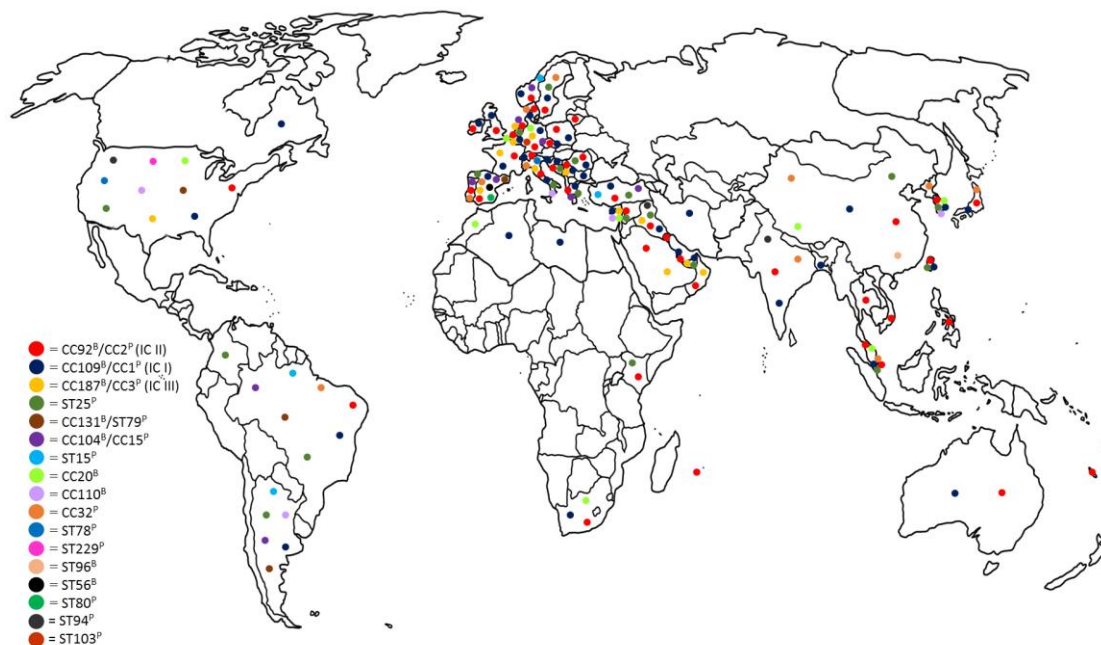 = CC92ᴮ/CC2ᴾ (IC II)
= CC109ᴮ/CC1ᴾ (IC I)
= CC187ᴮ/CC3ᴾ (IC III)
= ST25ᴾ
= CC131ᴮ/ST79ᴾ
= CC104ᴮ/CC15ᴾ
= ST15ᴾ
= CC20ᴮ
= CC110ᴮ
= CC32ᴾ
= ST78ᴾ
= ST229ᴾ
= ST96ᴮ
= ST56ᴮ
= ST80ᴾ
= ST94ᴾ
= ST103ᴾ